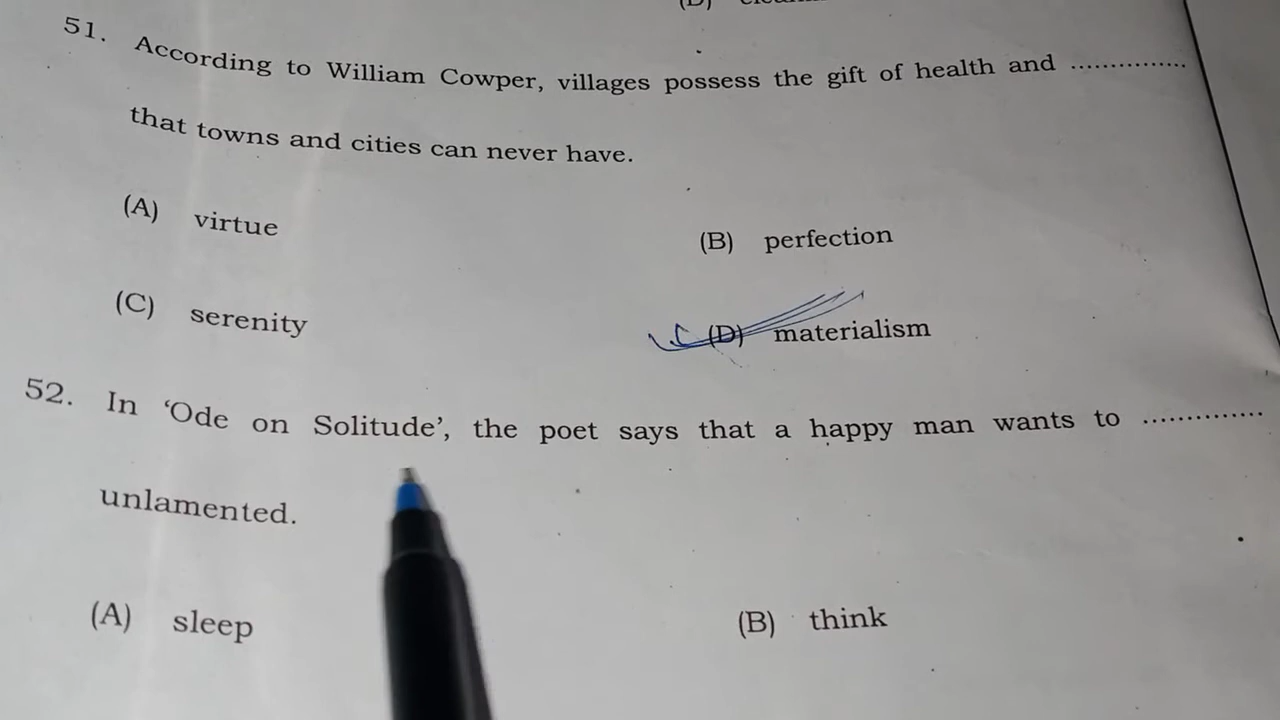 51. According to William Cowper, villages possess the gift of health and ...............
that towns and cities can never have.
(A) virtue
(B) perfection
(C) serenity
(D) materialism
52. In ‘Ode on Solitude’, the poet says that a happy man wants to ..............
unlamented.
(A) sleep
(B) think